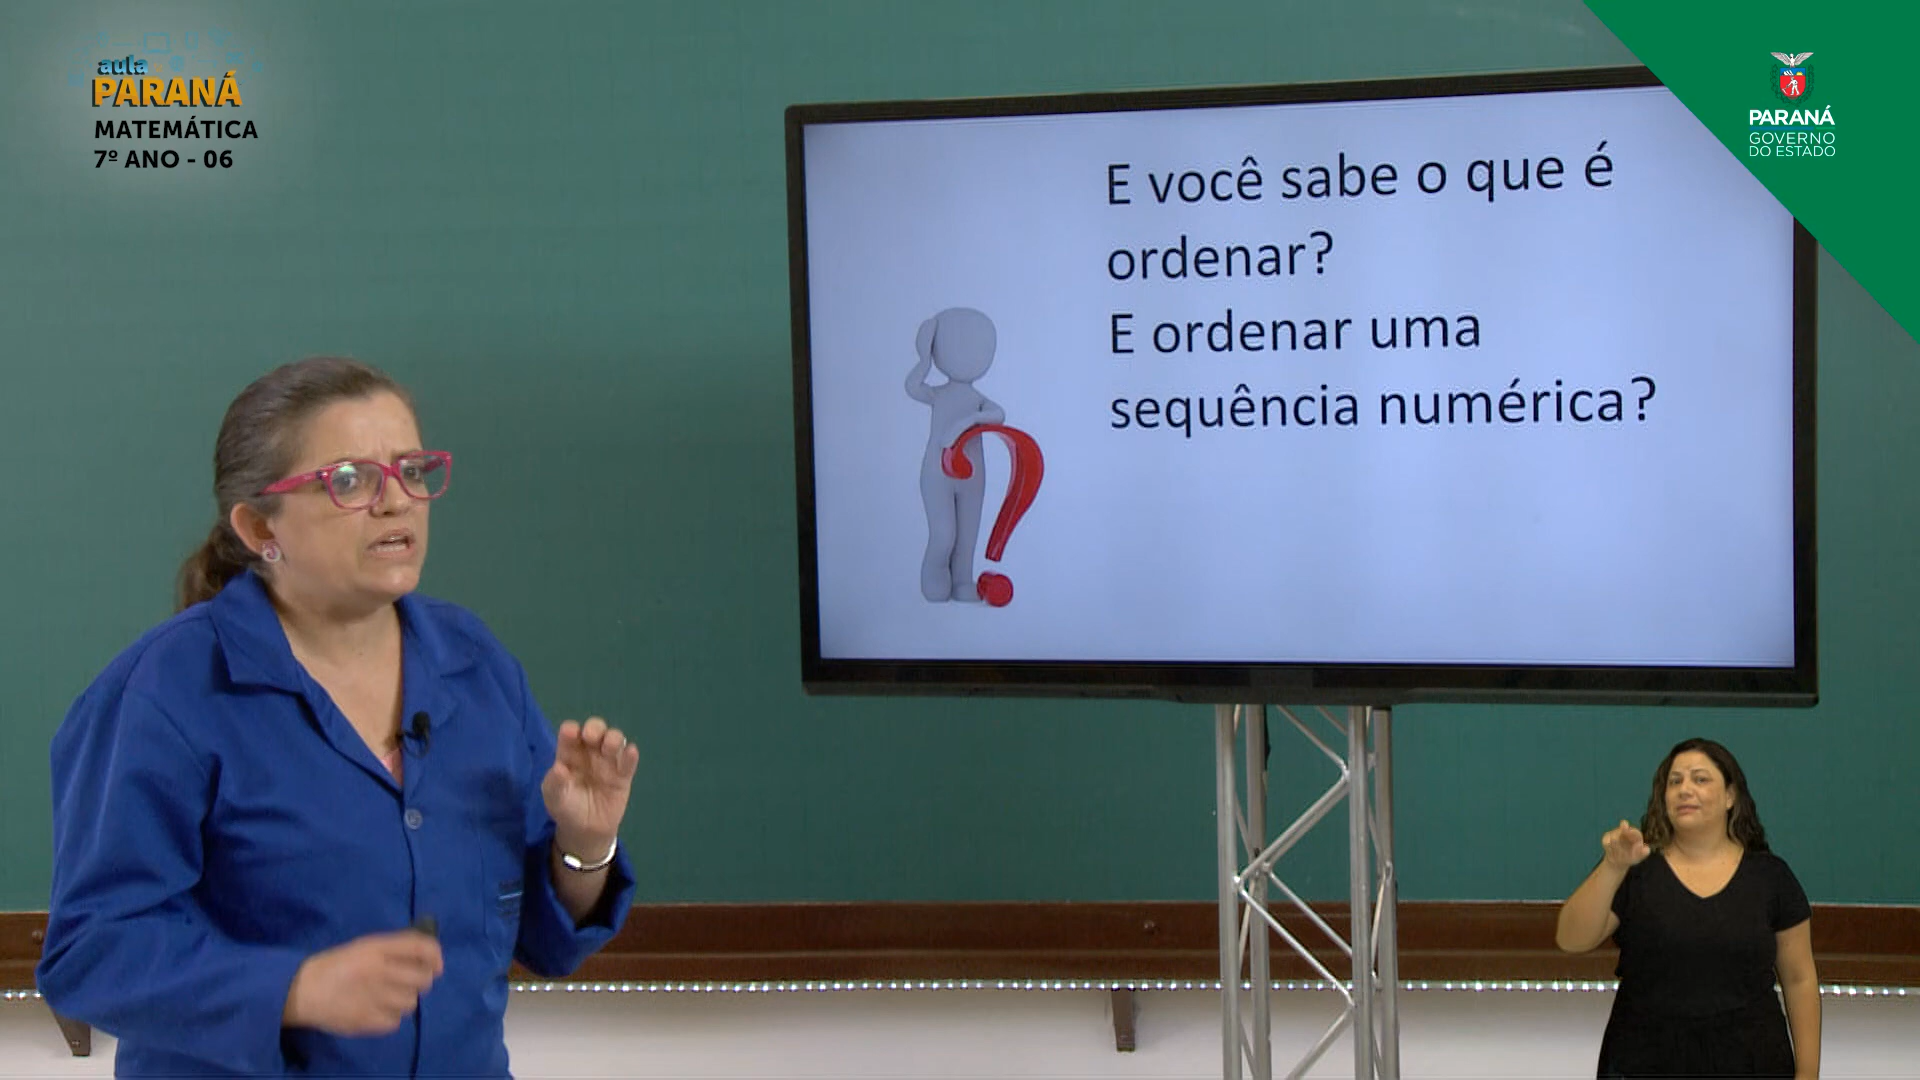 aula
PARANÁ
MATEMÁTICA
7º ANO - 06
E você sabe o que é
ordenar?
E ordenar uma
sequência numérica?
PARANÁ
GOVERNO
DO ESTADO